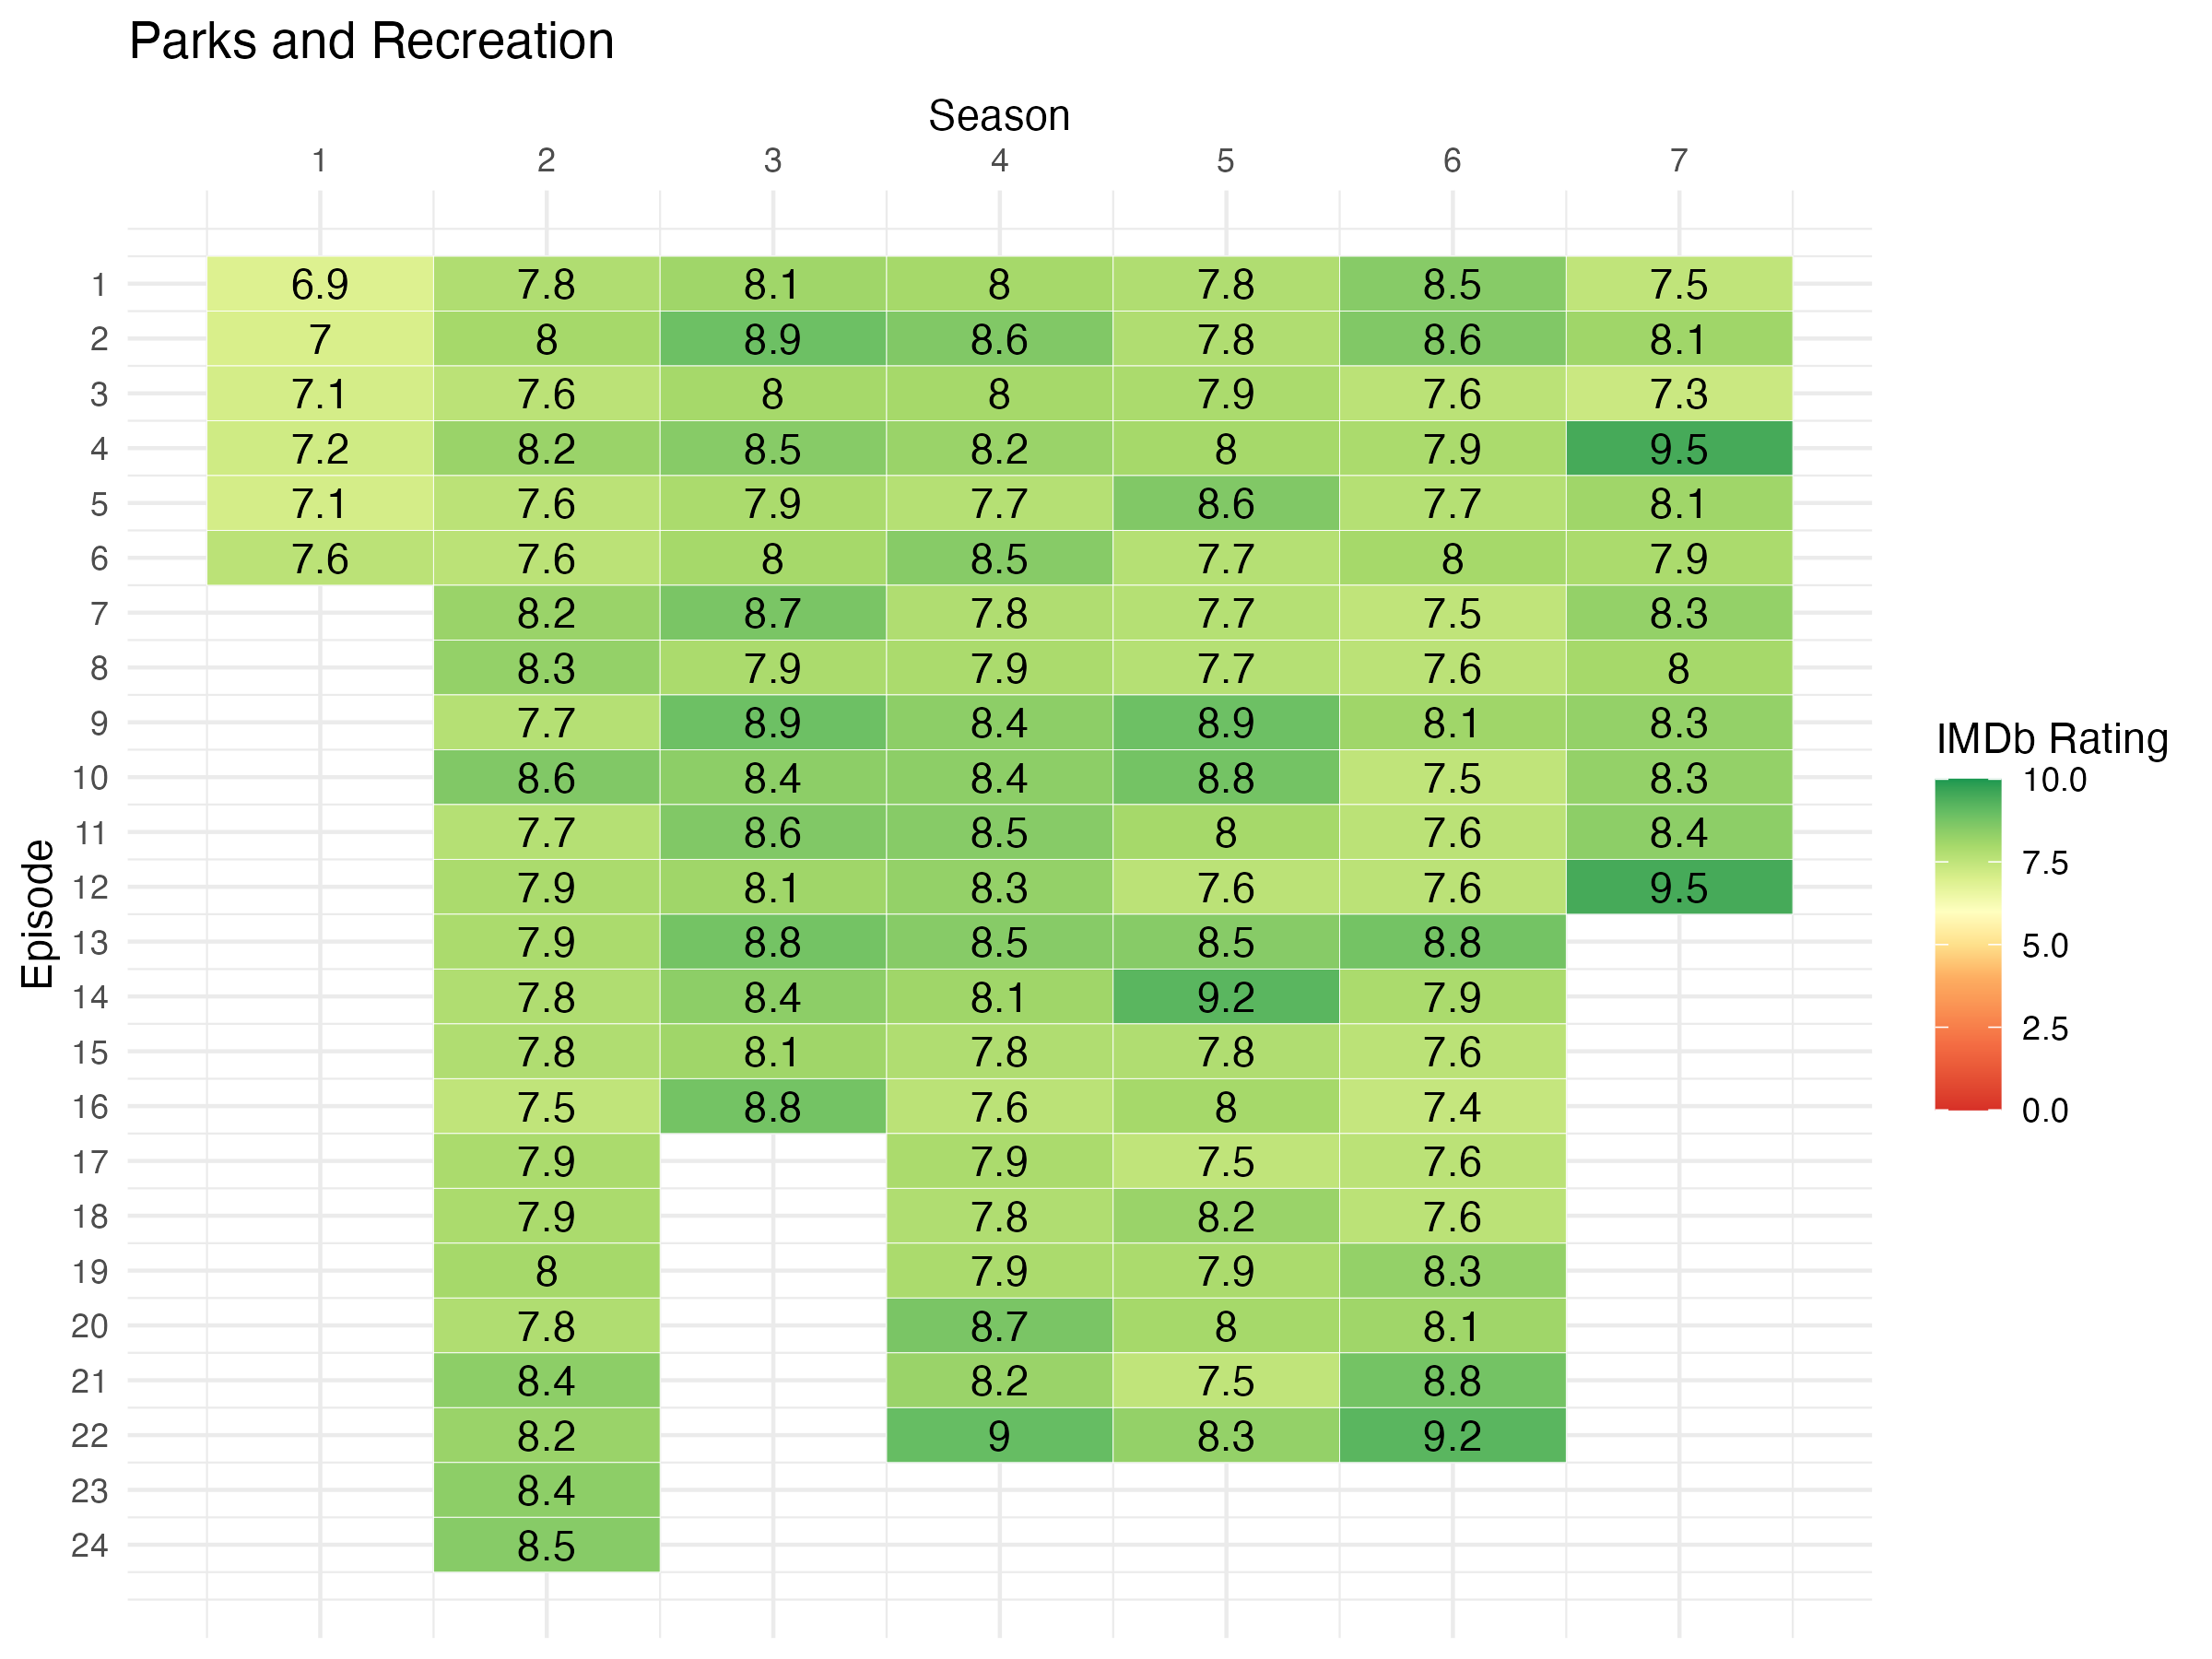 Parks and Recreation
Season
1 2 3 4 5 6 7
1 6.9 7.8 8.1 8 7.8 8.5 7.5
2 7 8 8.9 8.6 7.8 8.6 8.1
3 7.1 7.6 8 8 7.9 7.6 7.3
4 7.2 8.2 8.5 8.2 8 7.9 9.5
5 7.1 7.6 7.9 7.7 8.6 7.7 8.1
6 7.6 7.6 8 8.5 7.7 8 7.9
7 8.2 8.7 7.8 7.7 7.5 8.3
8 8.3 7.9 7.9 7.7 7.6 8
9 7.7 8.9 8.4 8.9 8.1 8.3
10 8.6 8.4 8.4 8.8 7.5 8.3
11 7.7 8.6 8.5 8 7.6 8.4
12 7.9 8.1 8.3 7.6 7.6 9.5
13 7.9 8.8 8.5 8.5 8.8
14 7.8 8.4 8.1 9.2 7.9
15 7.8 8.1 7.8 7.8 7.6
16 7.5 8.8 7.6 8 7.4
17 7.9 7.9 7.5 7.6
18 7.9 7.8 8.2 7.6
19 8 7.9 7.9 8.3
20 7.8 8.7 8 8.1
21 8.4 8.2 7.5 8.8
22 8.2 9 8.3 9.2
23 8.4
24 8.5
Episode
IMDb Rating
10.0
7.5
5.0
2.5
0.0